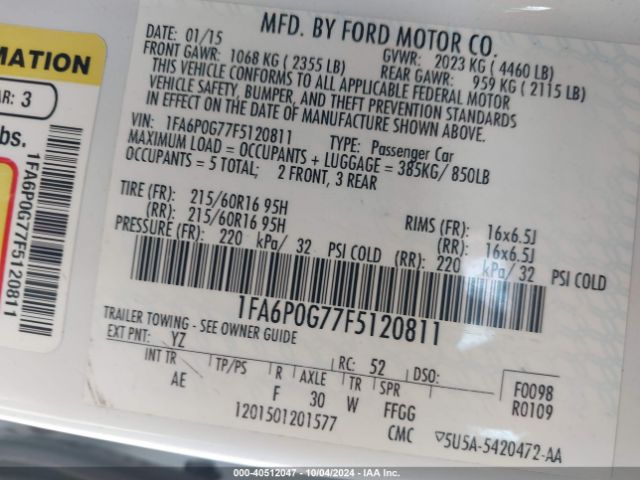 MATION
AR: 3
bs.
1FA6P0G77F5120811
DATE: 01/15
MFD. BY FORD MOTOR CO.
FRONT GAWR: 1068 KG ( 2355 LB)
GVWR: 2023 KG ( 4460 LB)
REAR GAWR: 959 KG ( 2115 LB)
THIS VEHICLE CONFORMS TO ALL APPLICABLE FEDERAL MOTOR
VEHICLE SAFETY, BUMPER, AND THEFT PREVENTION STANDARDS
IN EFFECT ON THE DATE OF MANUFACTURE SHOWN ABOVE.
VIN: 1FA6P0G77F5120811
TYPE: Passenger Car
MAXIMUM LOAD = OCCUPANTS + LUGGAGE = 385KG/ 850LB
OCCUPANTS = 5 TOTAL; 2 FRONT, 3 REAR
TIRE (FR): 215/60R16 95H
RIMS (FR): 16x6.5J
(RR): 215/60R16 95H
(RR): 16x6.5J
PRESSURE (FR): 220 kPa/ 32 PSI COLD
(RR): 220 kPa/ 32 PSI COLD
1FA6P0G77F5120811
TRAILER TOWING - SEE OWNER GUIDE
EXT PNT: YZ
RC: 52
DSO:
INT TR
TP/PS
R
AXLE
TR
SPR
AE
F
30
W
FFGG
F0098
R0109
1201501201577
CMC
5U5A-5420472-AA
000-40512047 - 10/04/2024 - IAA Inc.